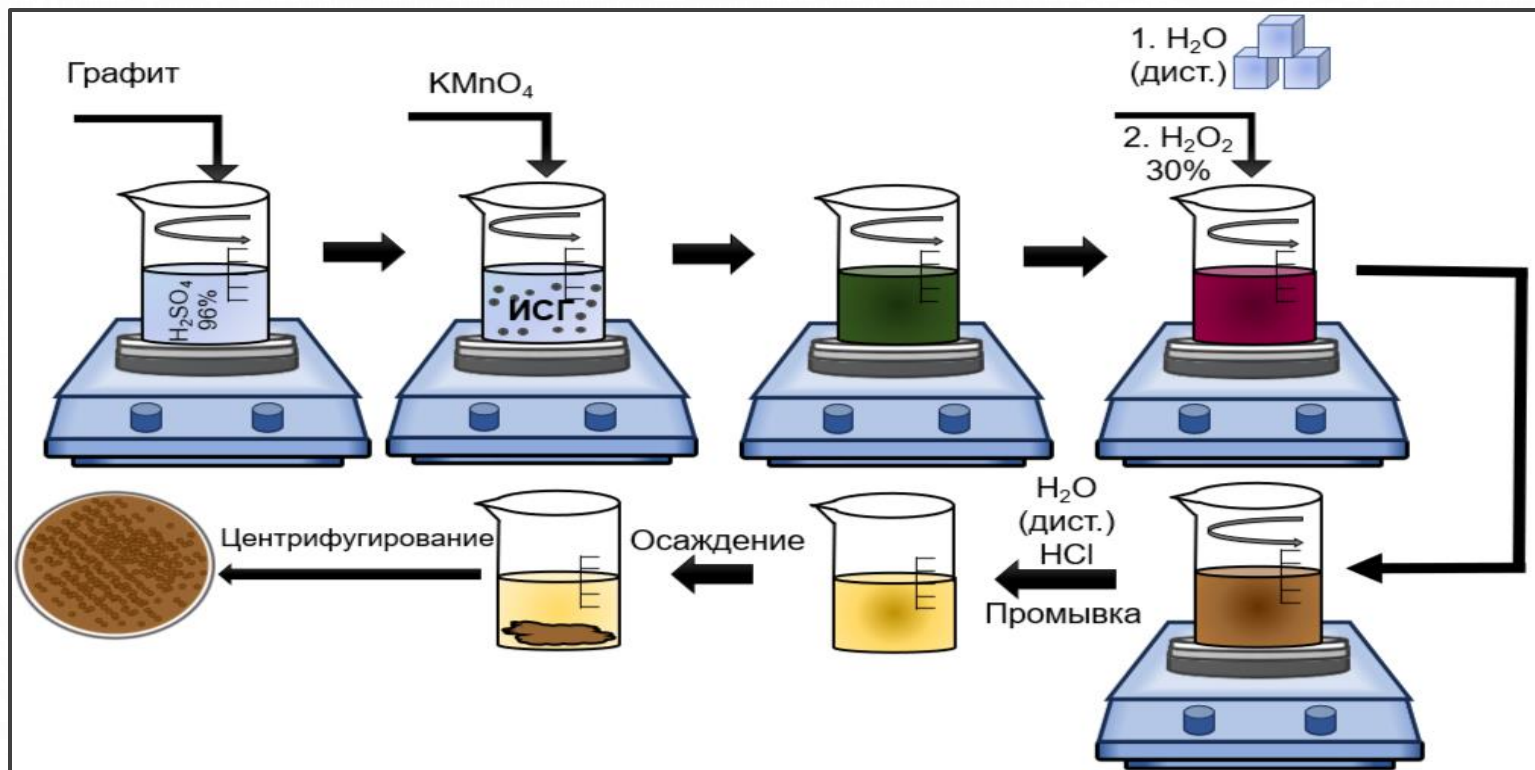 Графит
KMnO₄
1. H₂O
(дист.)
2. H₂O₂
30%
H₂SO₄
96%
ИСГ
H₂O
(дист.)
HCl
Промывка
Осаждение
Центрифугирование